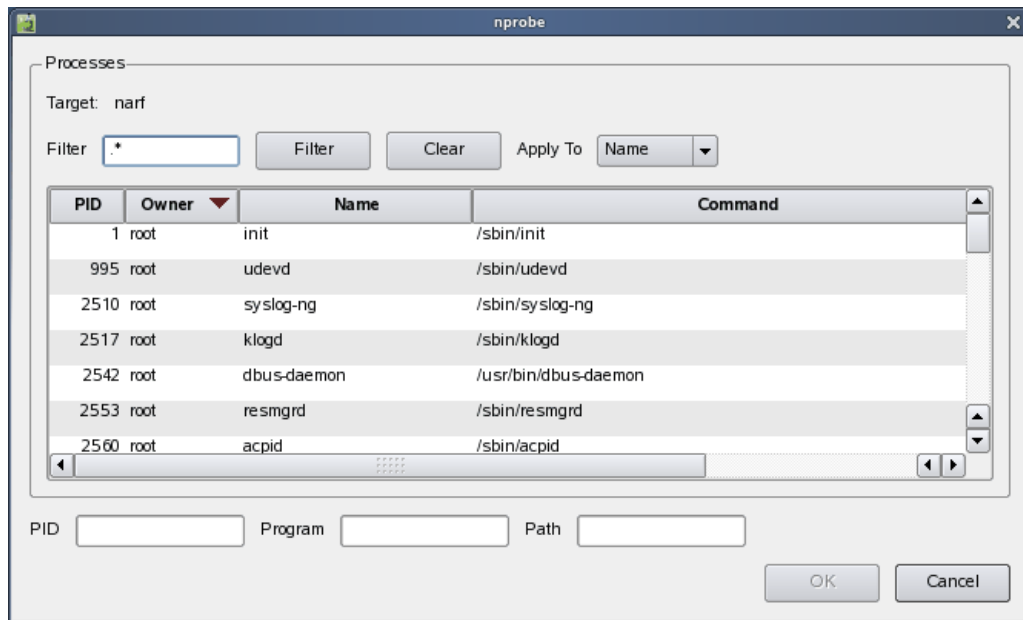 nprobe
Processes
Target: narf
Filter .* Filter Clear Apply To Name
PID Owner Name Command
1 root init /sbin/init
995 root udevd /sbin/udevd
2510 root syslog-ng /sbin/syslog-ng
2517 root klogd /sbin/klogd
2542 root dbus-daemon /usr/bin/dbus-daemon
2553 root resmgrd /sbin/resmgrd
2560 root acpid /sbin/acpid
PID Program Path
OK Cancel